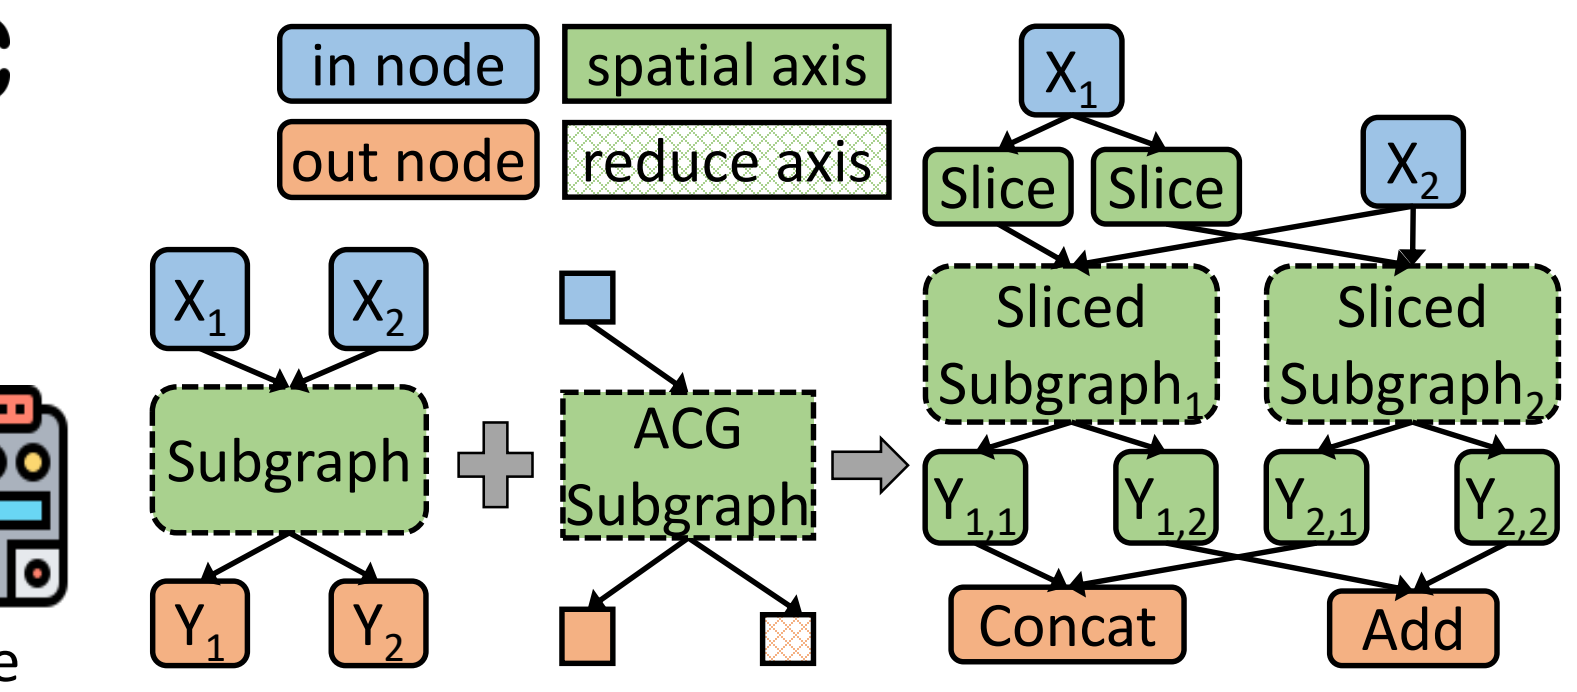 in node
spatial axis
out node
reduce axis
X1
X2
Subgraph
Y1
Y2
ACG
Subgraph
X1
Slice
Slice
X2
Sliced
Subgraph1
Sliced
Subgraph2
Y1,1
Y1,2
Y2,1
Y2,2
Concat
Add
e